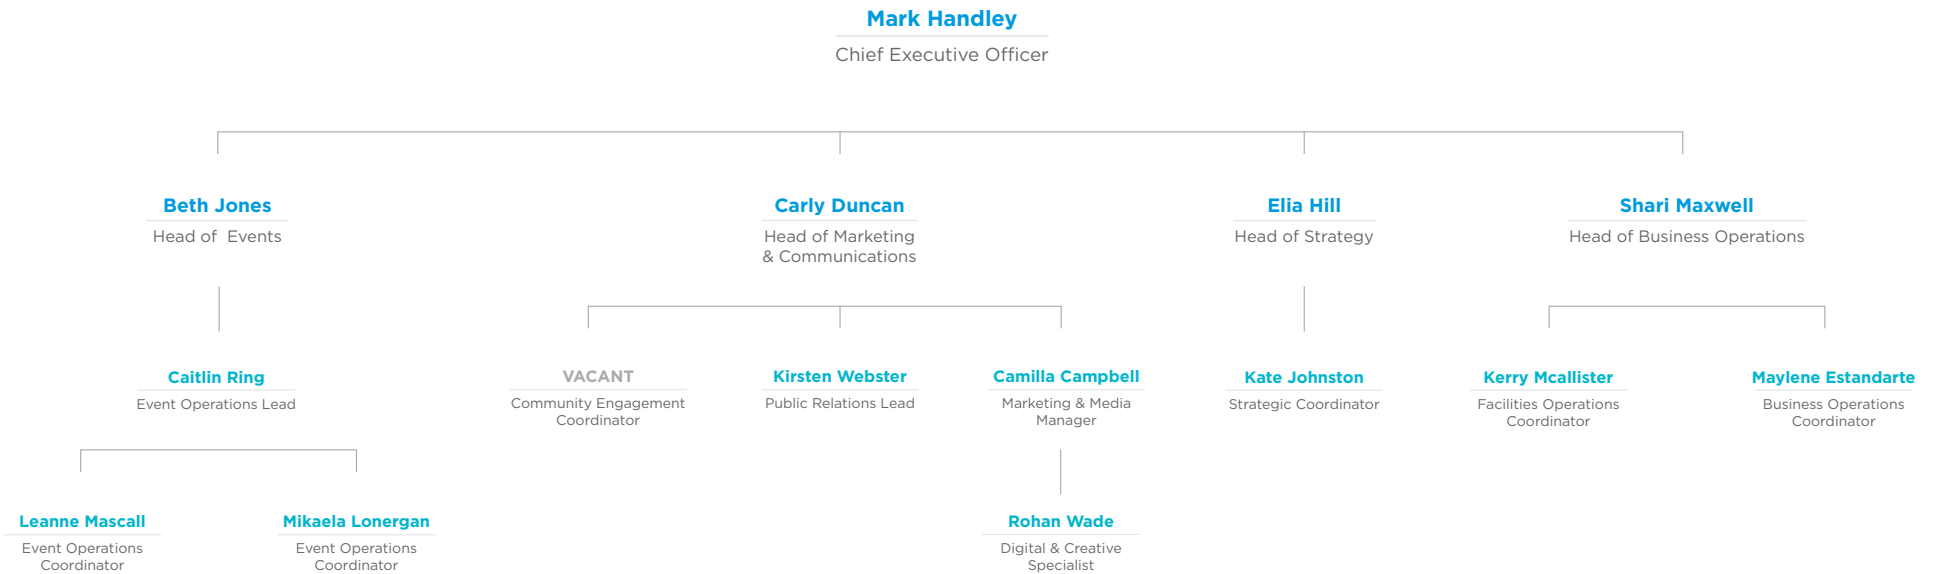 Mark Handley
Chief Executive Officer
Beth Jones
Head of Events
Carly Duncan
Head of Marketing
& Communications
Elia Hill
Head of Strategy
Shari Maxwell
Head of Business Operations
Caitlin Ring
Event Operations Lead
VACANT
Community Engagement
Coordinator
Kirsten Webster
Public Relations Lead
Camilla Campbell
Marketing & Media
Manager
Kate Johnston
Strategic Coordinator
Kerry Mcallister
Facilities Operations
Coordinator
Maylene Estandarte
Business Operations
Coordinator
Leanne Mascall
Event Operations
Coordinator
Mikaela Lonergan
Event Operations
Coordinator
Rohan Wade
Digital & Creative
Specialist